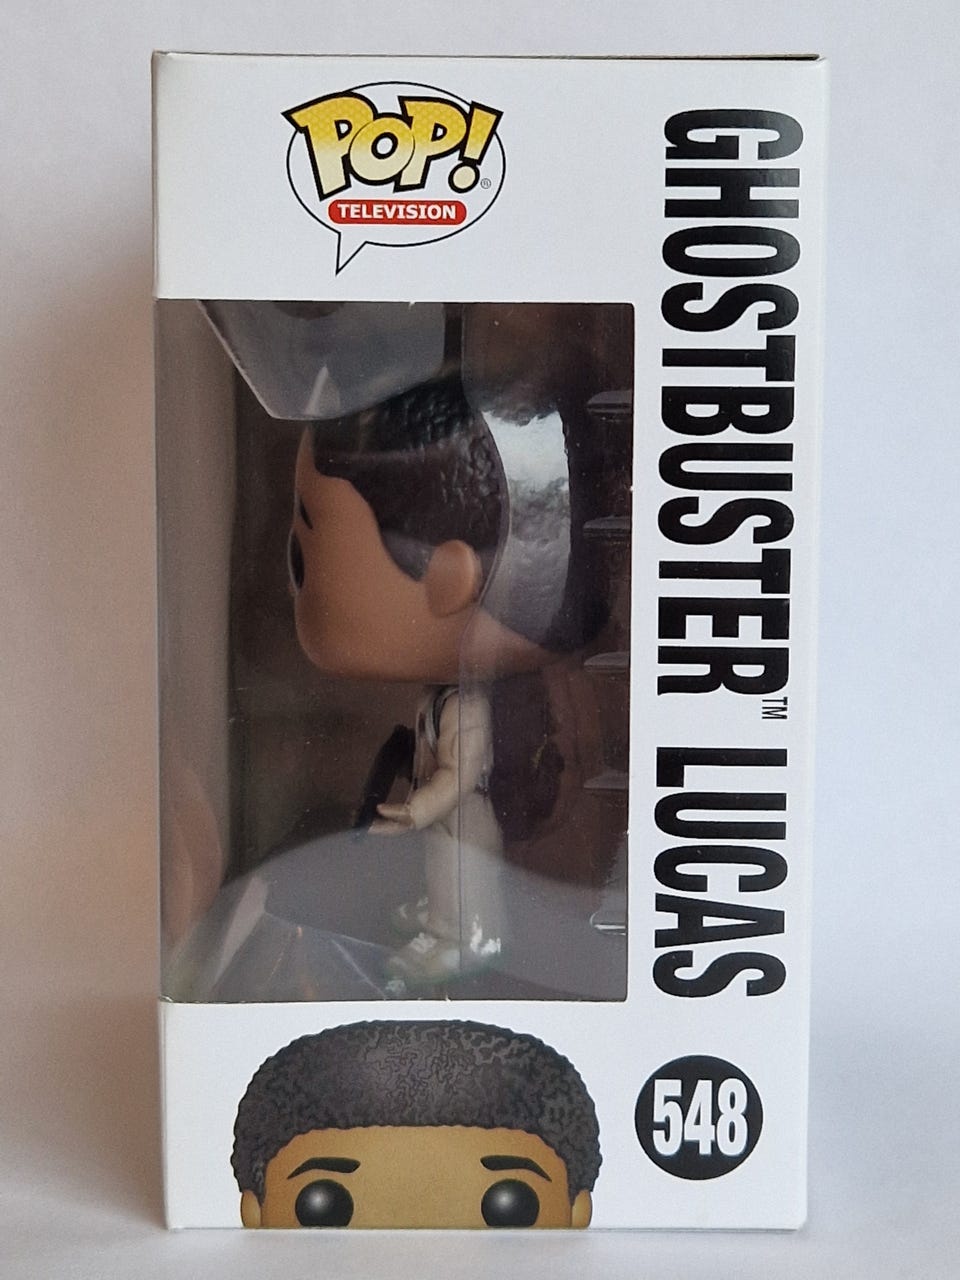 POP! ®
TELEVISION
GHOSTBUSTER™ LUCAS
548